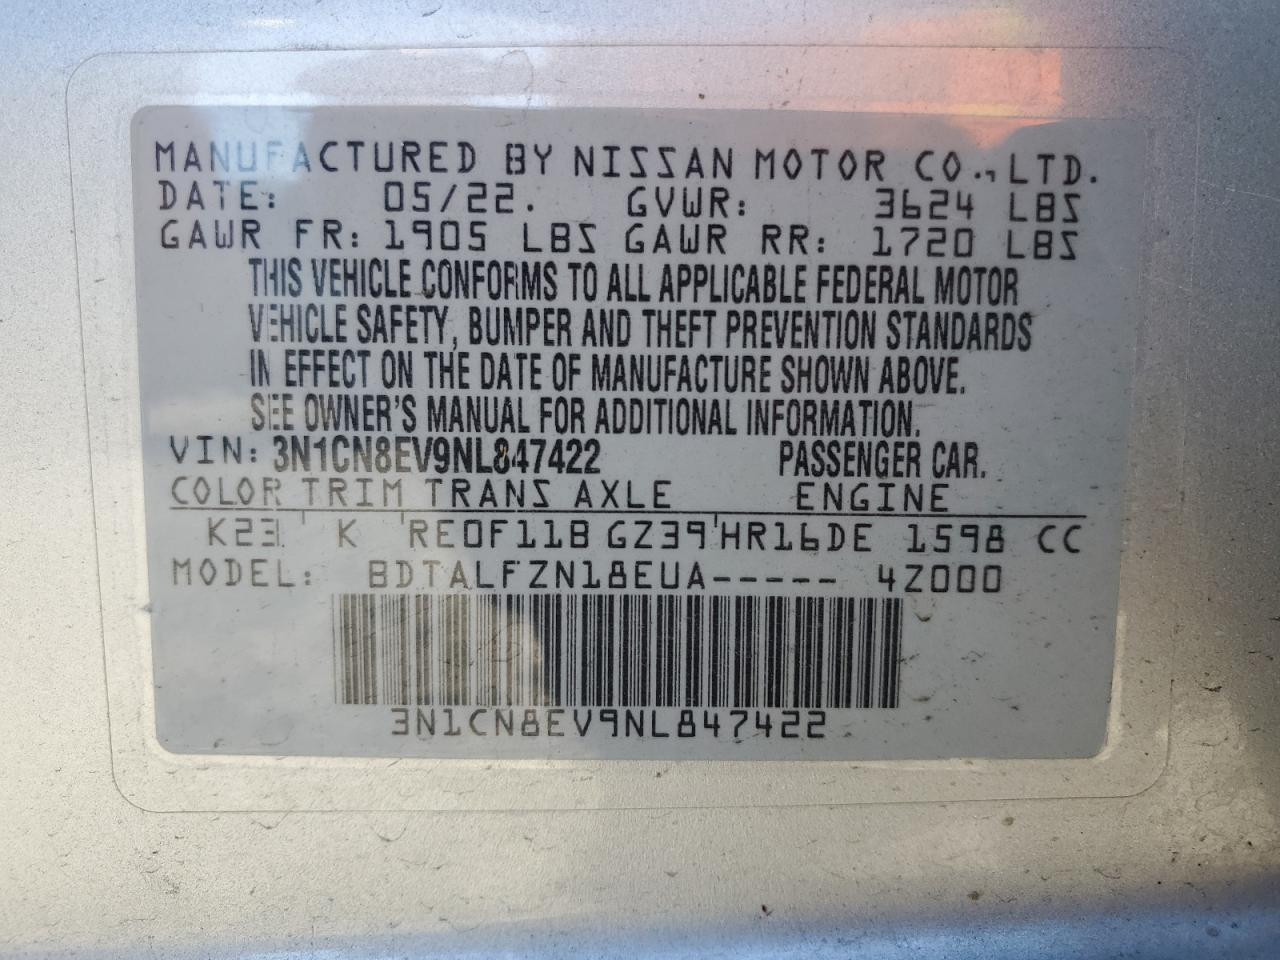 MANUFACTURED BY NISSAN MOTOR CO., LTD.
DATE: 05/22. GVWR: 3624 LBS
GAWR FR: 1905 LBS GAWR RR: 1720 LBS
THIS VEHICLE CONFORMS TO ALL APPLICABLE FEDERAL MOTOR
VEHICLE SAFETY, BUMPER AND THEFT PREVENTION STANDARDS
IN EFFECT ON THE DATE OF MANUFACTURE SHOWN ABOVE.
SEE OWNER'S MANUAL FOR ADDITIONAL INFORMATION.
VIN: 3N1CN8EV9NL847422 PASSENGER CAR.
COLOR TRIM TRANS AXLE ENGINE
K23 ' K ' RE0F11B GZ39 ' HR16DE 1598 CC
MODEL: BDTALFZN18EUA----- 4Z000
3N1CN8EV9NL847422